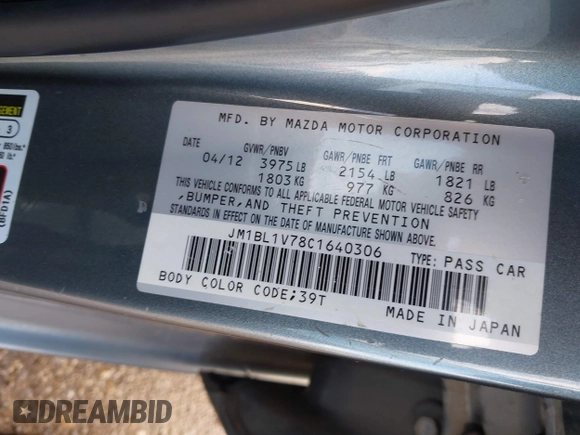 MFD. BY MAZDA MOTOR CORPORATION
DATE GVWR/PNBV GAWR/PNBE FRT GAWR/PNBE RR
04/12 3975 LB 2154 LB 1821 LB
1803 KG 977 KG 826 KG
THIS VEHICLE CONFORMS TO ALL APPLICABLE FEDERAL MOTOR VEHICLE SAFETY
,BUMPER,AND THEFT PREVENTION
STANDARDS IN EFFECT ON THE DATE OF MANUFACTURE SHOWN ABOVE.
JM1BL1V78C1640306 TYPE: PASS CAR
BODY COLOR CODE;39T MADE IN JAPAN
3
(BFD1A)
DREAMBID